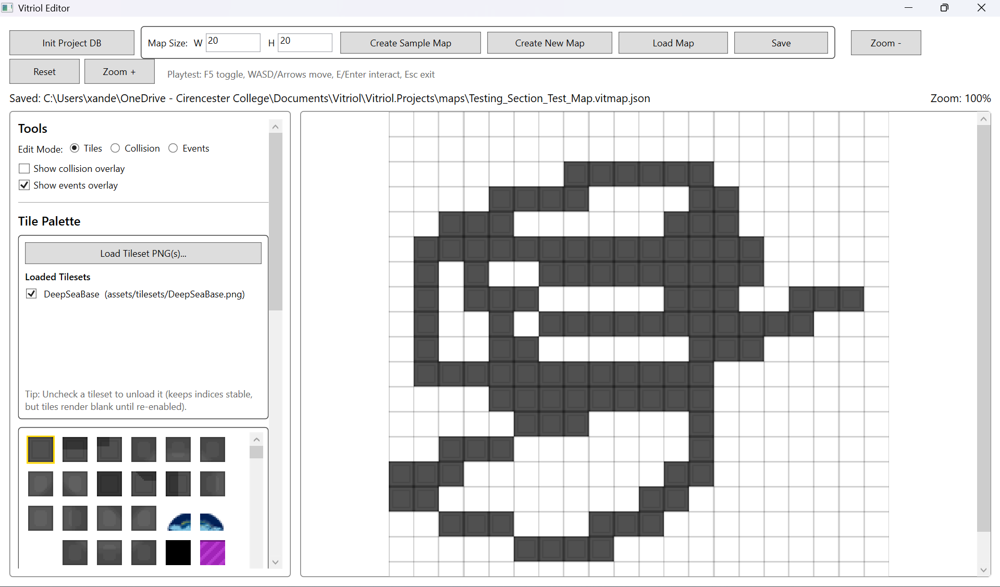 Vitriol Editor
Init Project DB
Map Size: W 20 H 20
Create Sample Map
Create New Map
Load Map
Save
Zoom -
Reset
Zoom +
Playtest: F5 toggle, WASD/Arrows move, E/Enter interact, Esc exit
Saved: C:\Users\xande\OneDrive - Cirencester College\Documents\Vitriol\Vitriol.Projects\maps\Testing_Section_Test_Map.vitmap.json
Zoom: 100%
Tools
Edit Mode: Tiles Collision Events
Show collision overlay
Show events overlay
Tile Palette
Load Tileset PNG(s)...
Loaded Tilesets
DeepSeaBase (assets/tilesets/DeepSeaBase.png)
Tip: Uncheck a tileset to unload it (keeps indices stable,
but tiles render blank until re-enabled).